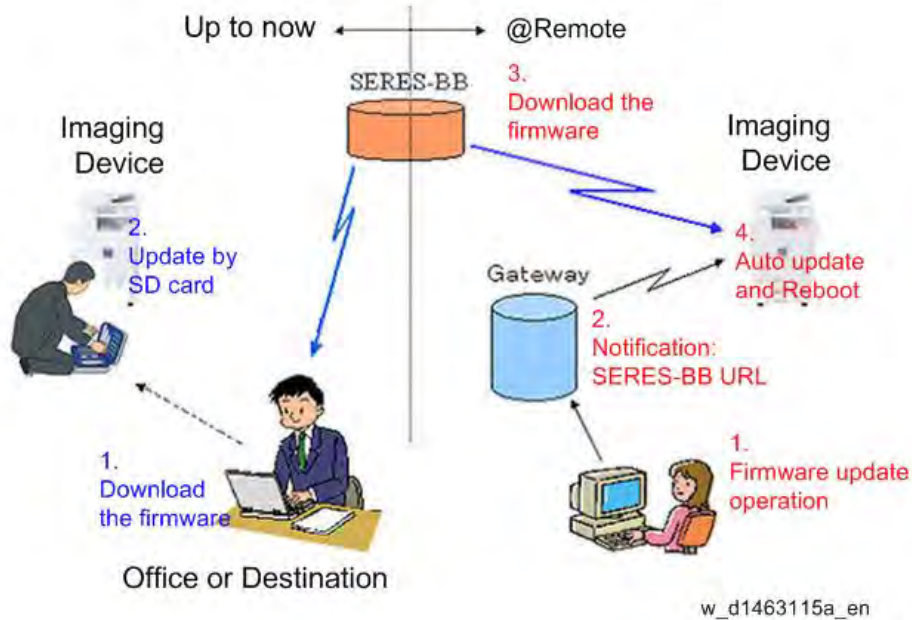 Up to now
@Remote
SERES-BB
3.
Download the
firmware
Imaging
Device
Imaging
Device
2.
Update by
SD card
4.
Auto update
and Reboot
Gateway
2.
Notification:
SERES-BB URL
1.
Download
the firmware
1.
Firmware update
operation
Office or Destination
w_d1463115a_en